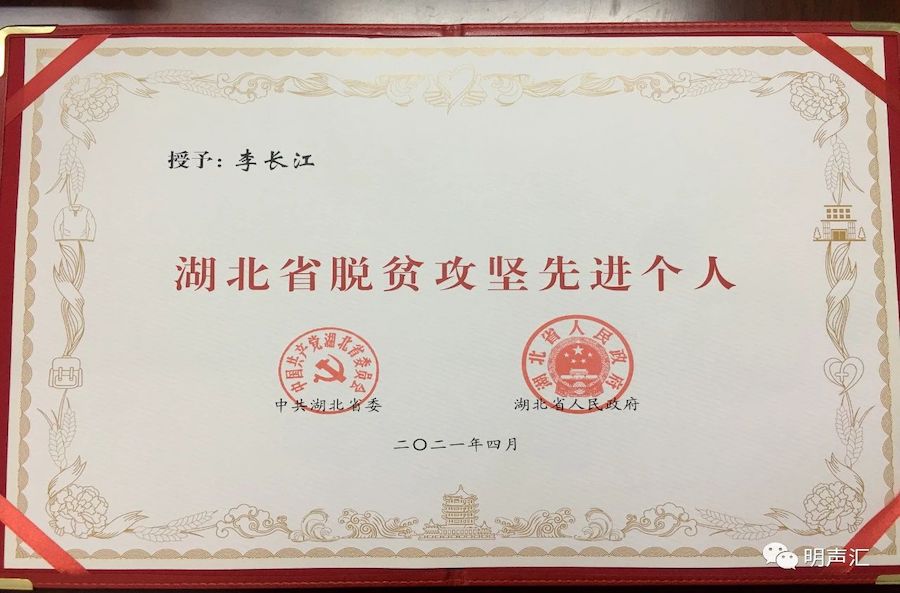 授予：李长江
湖北省脱贫攻坚先进个人
中国共产党湖北省委员会
湖北省人民政府
中共湖北省委
湖北省人民政府
二〇二一年四月
明声汇